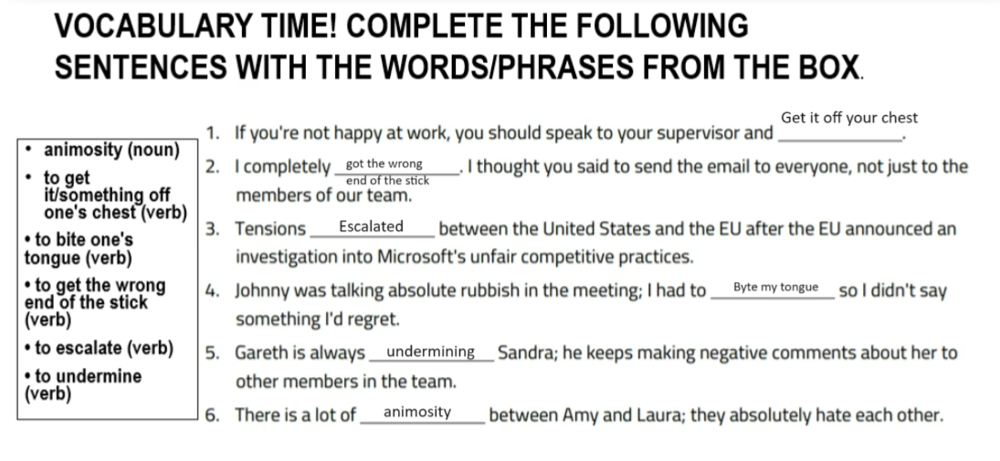 VOCABULARY TIME! COMPLETE THE FOLLOWING
SENTENCES WITH THE WORDS/PHRASES FROM THE BOX.
• animosity (noun)
• to get
it/something off
one's chest (verb)
• to bite one's
tongue (verb)
• to get the wrong
end of the stick
(verb)
• to escalate (verb)
• to undermine
(verb)
Get it off your chest
1. If you're not happy at work, you should speak to your supervisor and ______________.
2. I completely got the wrong . I thought you said to send the email to everyone, not just to the
end of the stick
members of our team.
3. Tensions Escalated between the United States and the EU after the EU announced an
investigation into Microsoft's unfair competitive practices.
4. Johnny was talking absolute rubbish in the meeting; I had to Byte my tongue so I didn't say
something I'd regret.
5. Gareth is always undermining Sandra; he keeps making negative comments about her to
other members in the team.
6. There is a lot of animosity between Amy and Laura; they absolutely hate each other.